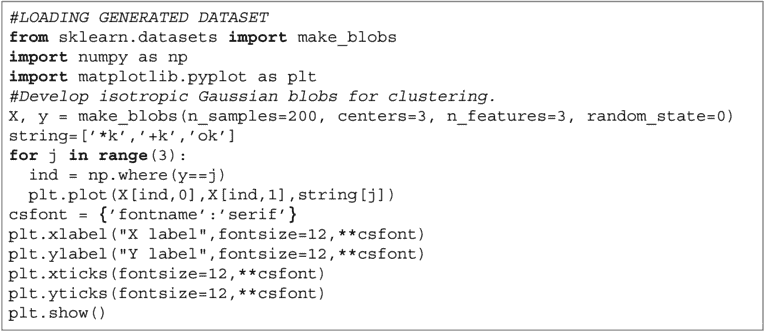 #LOADING GENERATED DATASET
from sklearn.datasets import make_blobs
import numpy as np
import matplotlib.pyplot as plt
#Develop isotropic Gaussian blobs for clustering.
X, y = make_blobs(n_samples=200, centers=3, n_features=3, random_state=0)
string=['*k','+k','ok']
for j in range(3):
  ind = np.where(y==j)
  plt.plot(X[ind,0],X[ind,1],string[j])
csfont = {'fontname':'serif'}
plt.xlabel("X label",fontsize=12,**csfont)
plt.ylabel("Y label",fontsize=12,**csfont)
plt.xticks(fontsize=12,**csfont)
plt.yticks(fontsize=12,**csfont)
plt.show()